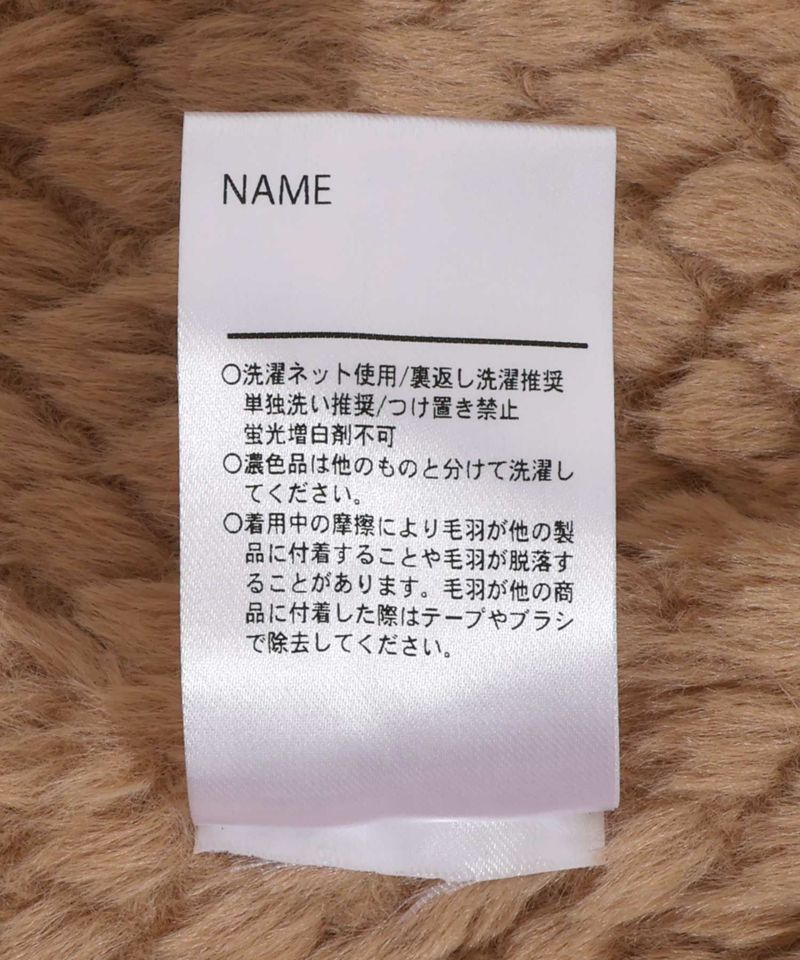 NAME
○洗濯ネット使用/裏返し洗濯推奨
単独洗い推奨/つけ置き禁止
蛍光増白剤不可
○濃色品は他のものと分けて洗濯し
てください。
○着用中の摩擦により毛羽が他の製
品に付着することや毛羽が脱落す
ることがあります。毛羽が他の商
品に付着した際はテープやブラシ
で除去してください。